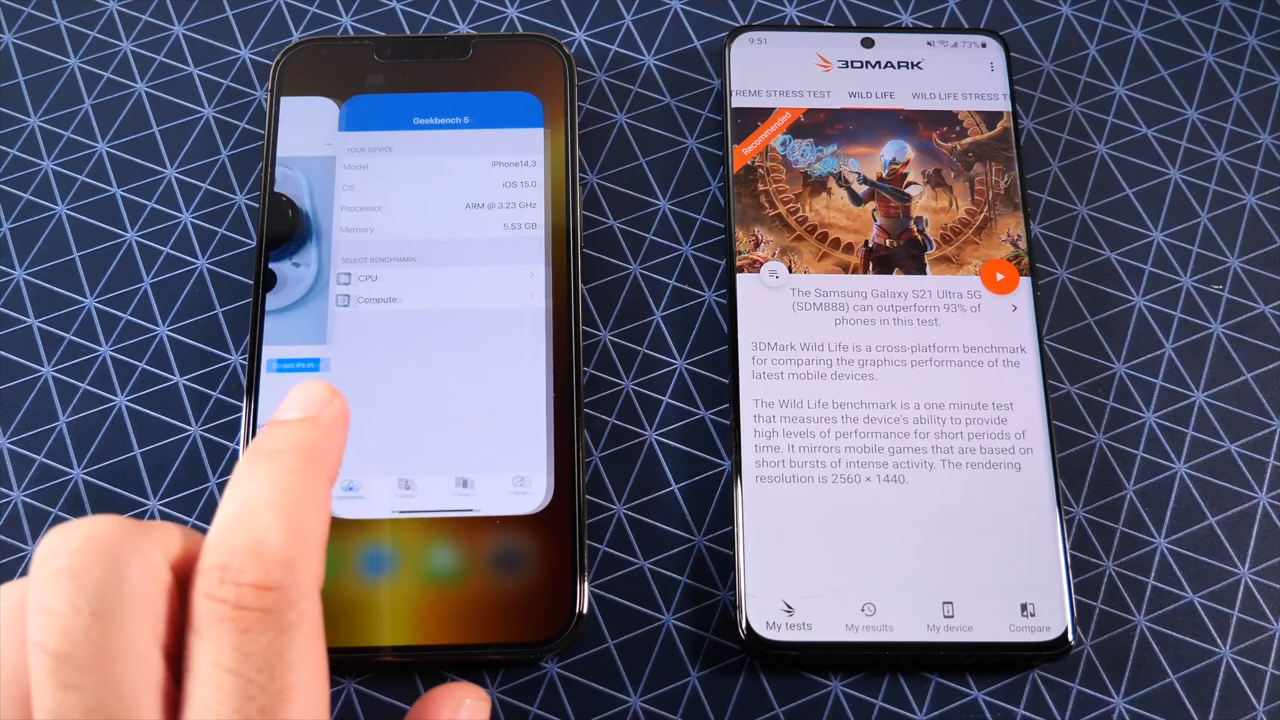 Geekbench 5
YOUR DEVICE
Model iPhone14,3
OS iOS 15.0
Processor ARM @ 3.23 GHz
Memory 5.53 GB
SELECT BENCHMARK
CPU
Compute
9:51 73%
3DMARK
TREME STRESS TEST WILD LIFE WILD LIFE STRESS T
Recommended
The Samsung Galaxy S21 Ultra 5G
(SDM888) can outperform 93% of
phones in this test.
3DMark Wild Life is a cross-platform benchmark
for comparing the graphics performance of the
latest mobile devices.
The Wild Life benchmark is a one minute test
that measures the device's ability to provide
high levels of performance for short periods of
time. It mirrors mobile games that are based on
short bursts of intense activity. The rendering
resolution is 2560 × 1440.
My tests My results My device Compare